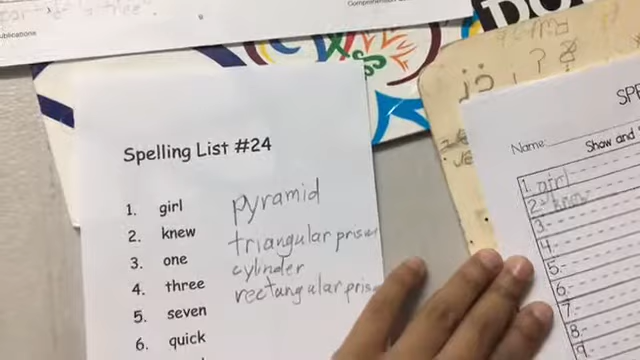 Spelling List #24
1. girl
2. knew
3. one
4. three
5. seven
6. quick
pyramid
triangular prism
cylinder
rectangular prism
Name:
Show and
1. girl
2. knew
3.
4.
5.
6.
7.
8.
9.